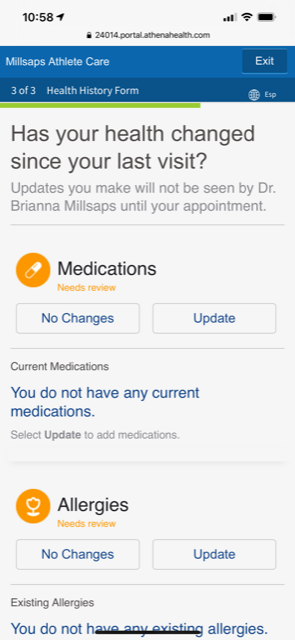 10:58
24014.portal.athenahealth.com
Millsaps Athlete Care
Exit
3 of 3 Health History Form
Esp
Has your health changed
since your last visit?
Updates you make will not be seen by Dr.
Brianna Millsaps until your appointment.
Medications
Needs review
No Changes
Update
Current Medications
You do not have any current
medications.
Select Update to add medications.
Allergies
Needs review
No Changes
Update
Existing Allergies
You do not have any existing allergies.